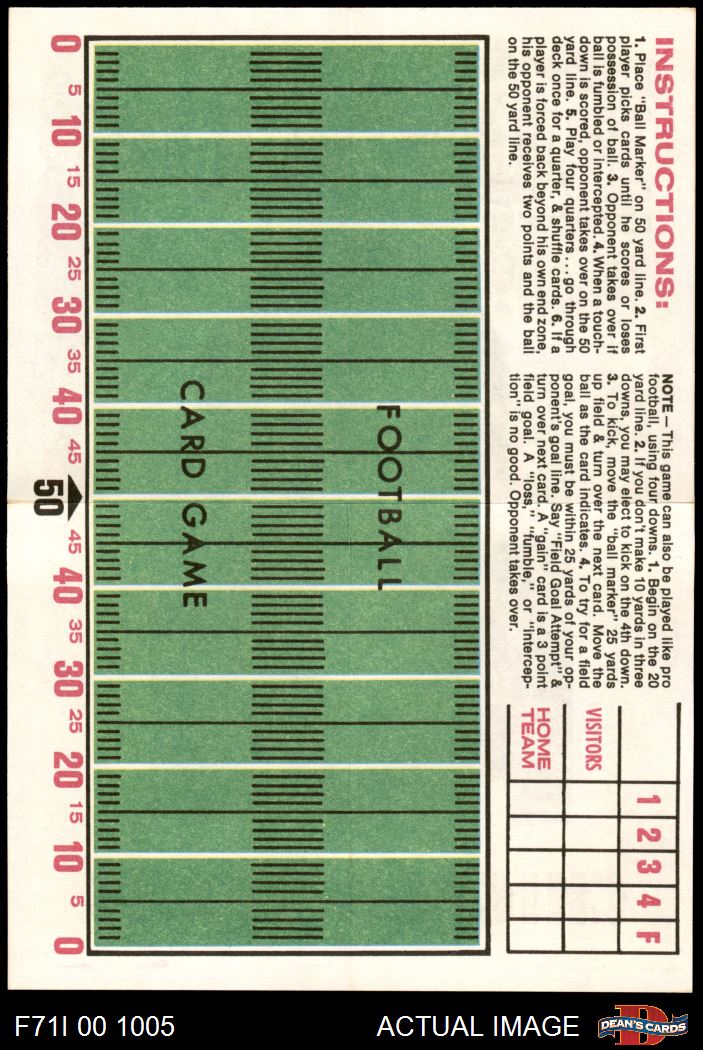 INSTRUCTIONS:
1. Place "Ball Marker" on 50 yard line. 2. First
player picks cards until he scores or loses
possession of ball. 3. Opponent takes over if
ball is fumbled or intercepted. 4. When a touch-
down is scored, opponent takes over on the 50
yard line. 5. Play four quarters ... go through
deck once for a quarter, & shuffle cards. 6. If a
player is forced back beyond his own end zone,
his opponent receives two points and the ball
on the 50 yard line.
NOTE — This game can also be played like pro
football, using four downs. 1. Begin on the 20
yard line. 2. If you don't make 10 yards in three
downs, you may elect to kick on the 4th down.
3. To kick, move the "ball marker" 25 yards
up field & turn over the next card. Move the
ball as the card indicates. 4. To try for a field
goal, you must be within 25 yards of your op-
ponent's goal line. Say "Field Goal Attempt" &
turn over next card. A "gain" card is a 3 point
field goal. A "loss," "fumble," or "intercep-
tion" is no good. Opponent takes over.
1 2 3 4 F
VISITORS
HOME
TEAM
FOOTBALL
CARD GAME
0 5 10 15 20 25 30 35 40 45 50 45 40 35 30 25 20 15 10 5 0
F71I 00 1005
ACTUAL IMAGE
D
DEAN'S CARDS